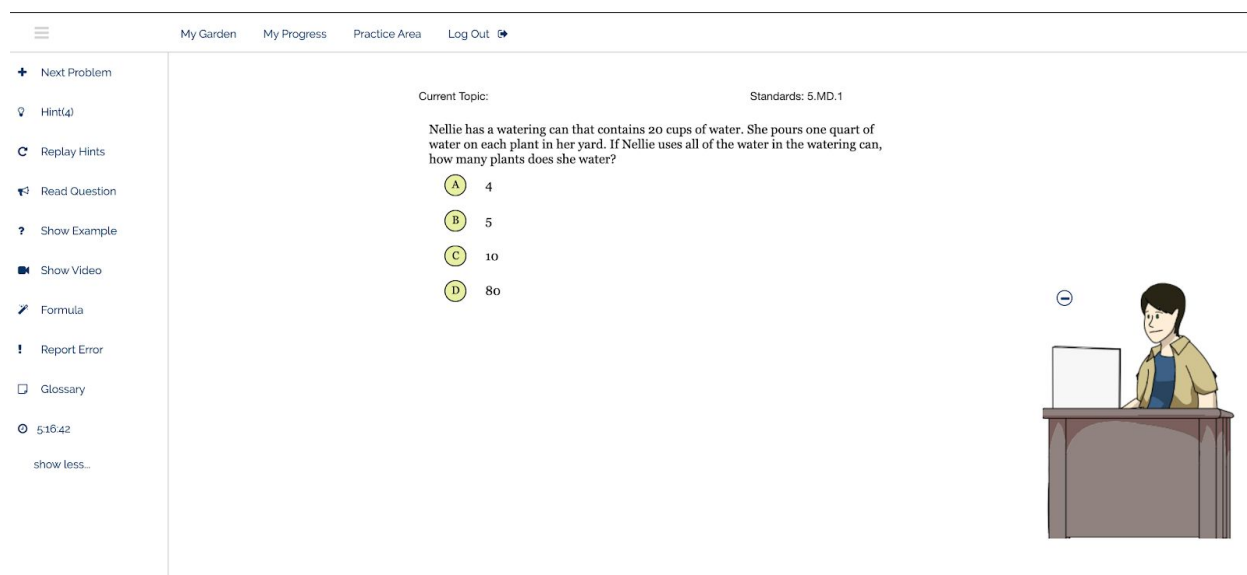 My Garden My Progress Practice Area Log Out
Next Problem
Hint(4)
Replay Hints
Read Question
? Show Example
Show Video
Formula
! Report Error
Glossary
5:16:42
show less...
Current Topic: Standards: 5.MD.1
Nellie has a watering can that contains 20 cups of water. She pours one quart of
water on each plant in her yard. If Nellie uses all of the water in the watering can,
how many plants does she water?
A 4
B 5
C 10
D 80